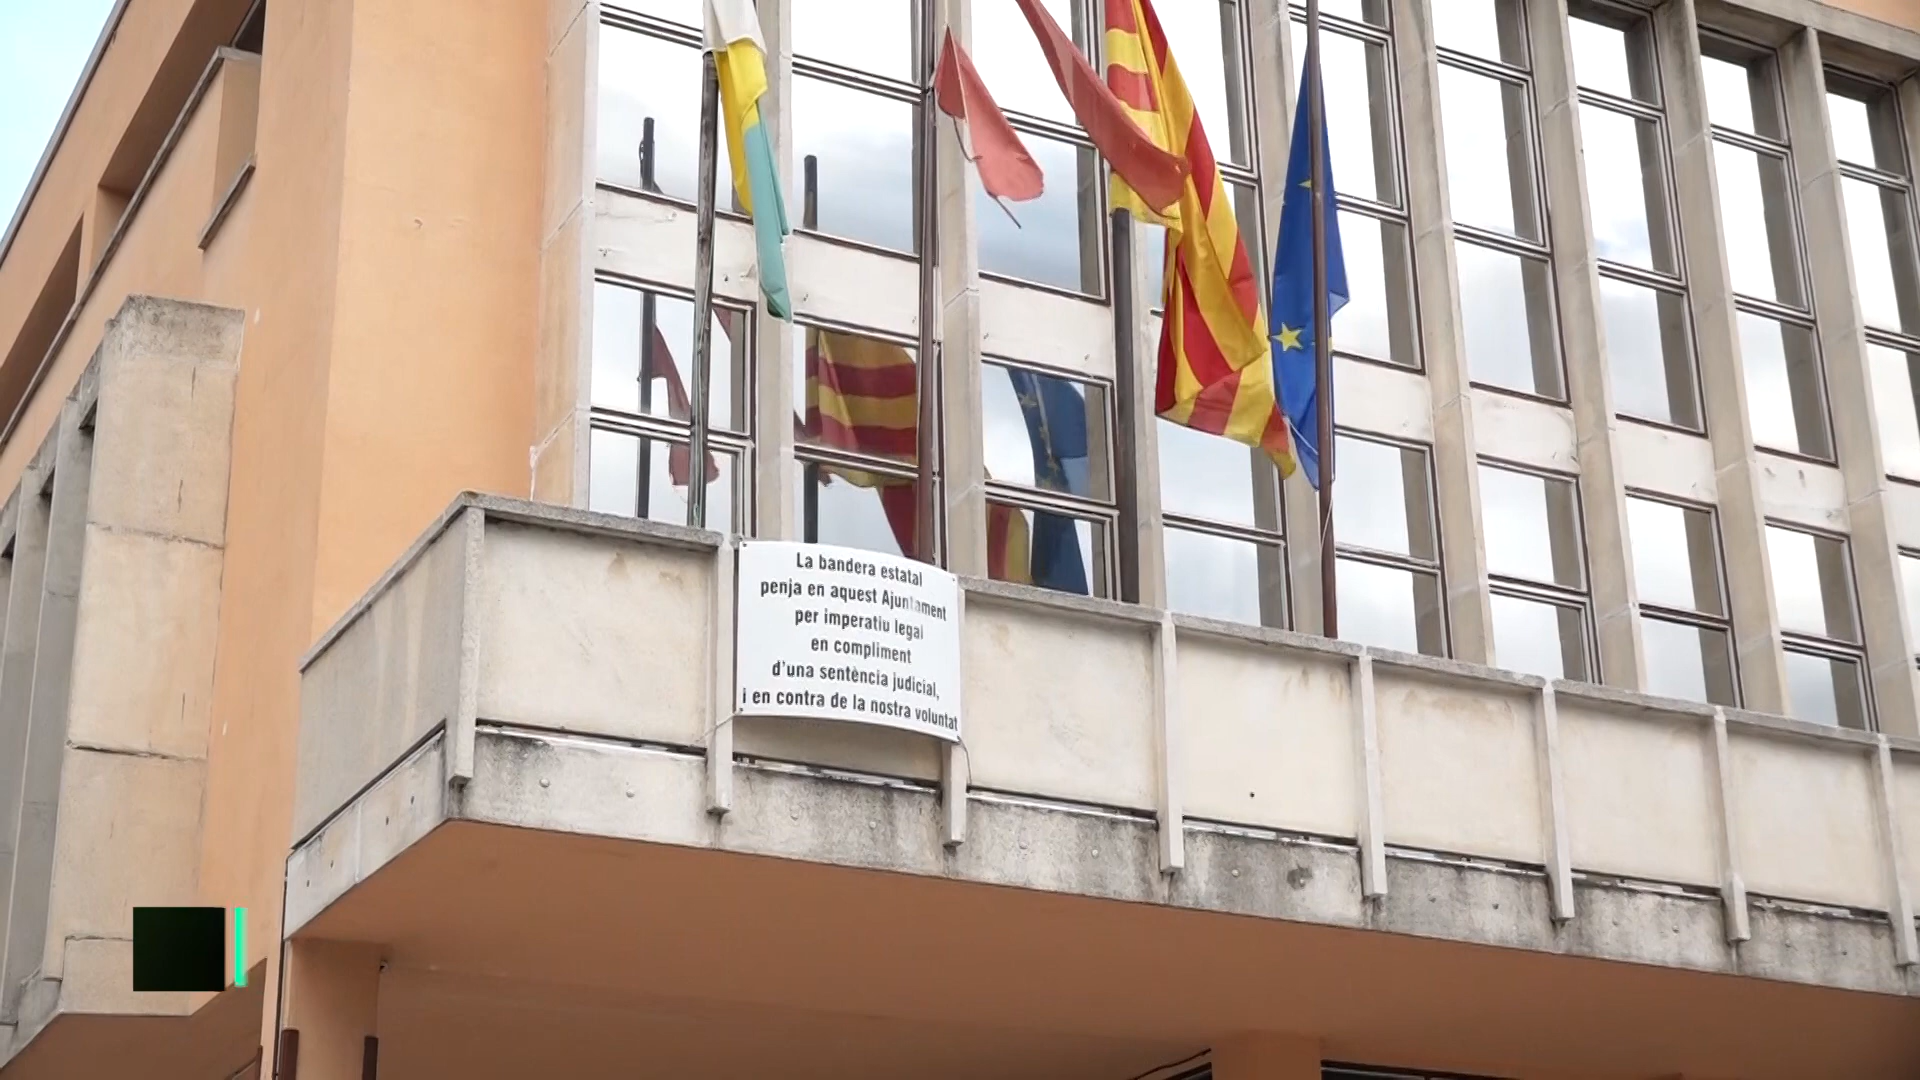 La bandera estatal
penja en aquest Ajuntament
per imperatiu legal
en compliment
d'una sentència judicial,
i en contra de la nostra voluntat